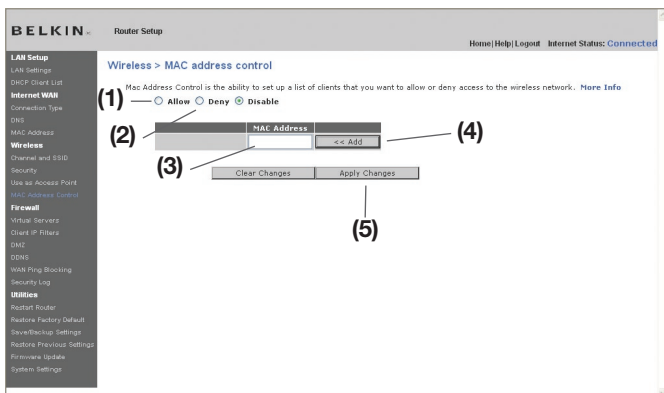 BELKIN. Router Setup
Home|Help|Logout Internet Status: Connected
LAN Setup
LAN Settings
DHCP Client List
Internet WAN
Connection Type
DNS
MAC Address
Wireless
Channel and SSID
Security
Use as Access Point
MAC Address Control
Firewall
Virtual Servers
Client IP Filters
DMZ
DDNS
WAN Ping Blocking
Security Log
Utilities
Restart Router
Restore Factory Default
Save/Backup Settings
Restore Previous Settings
Firmware Update
System Settings
Wireless > MAC address control
Mac Address Control is the ability to set up a list of clients that you want to allow or deny access to the wireless network. More Info
(1) Allow Deny Disable
(2)
MAC Address
(3)
<< Add
(4)
Clear Changes Apply Changes
(5)